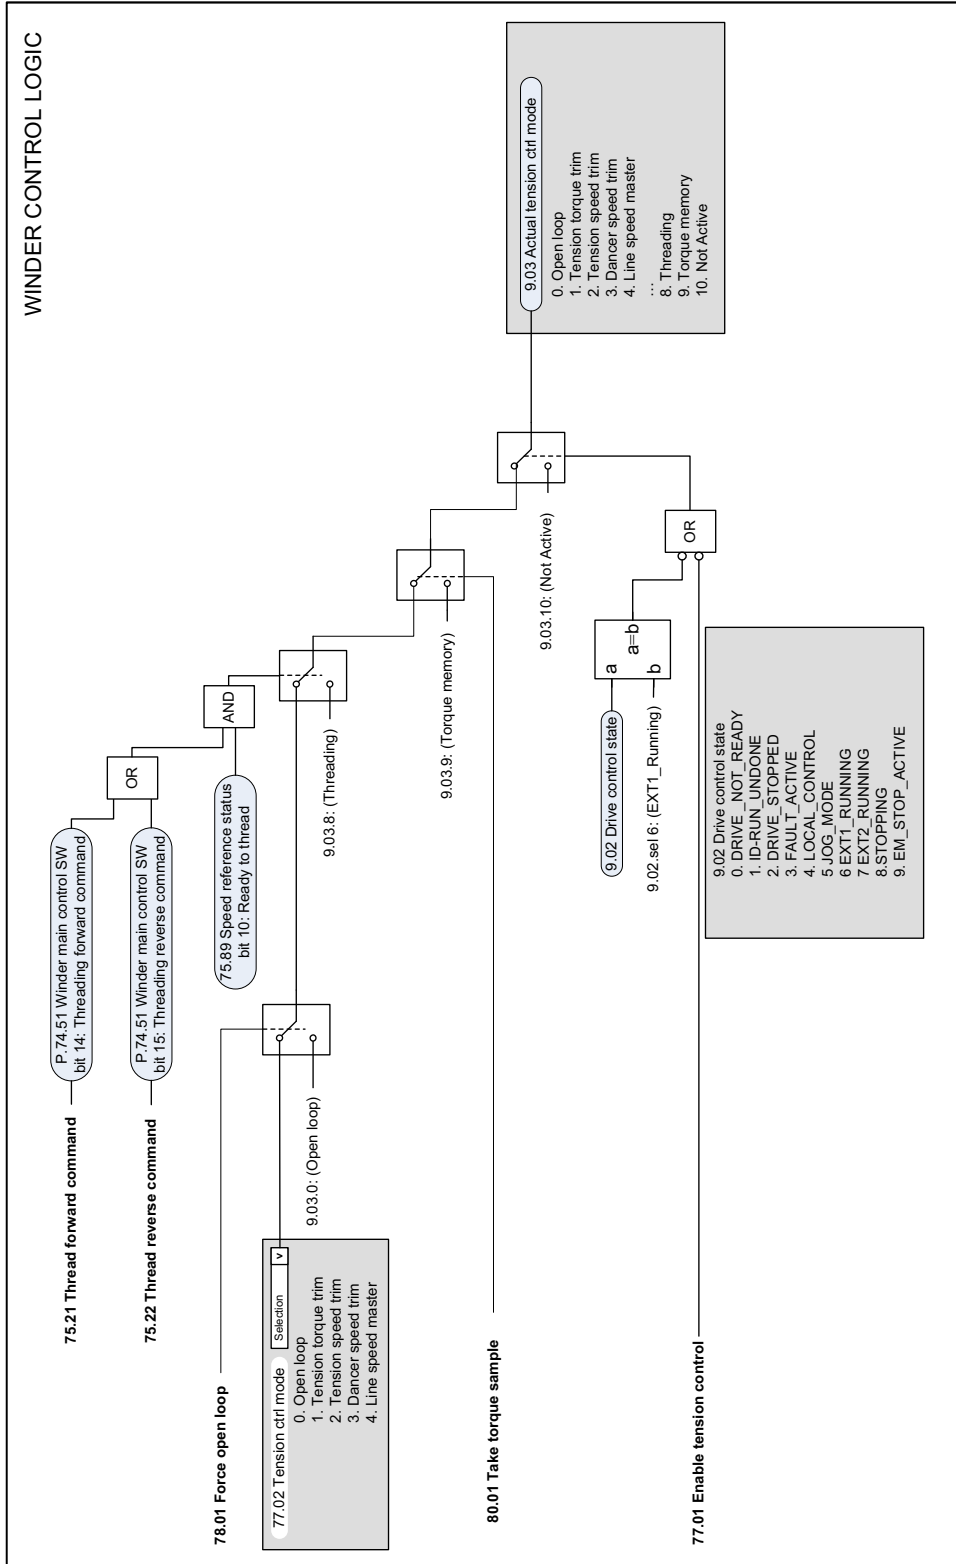 WINDER CONTROL LOGIC
75.21 Thread forward command
P.74.51 Winder main control SW
bit 14: Threading forward command
75.22 Thread reverse command
P.74.51 Winder main control SW
bit 15: Threading reverse command
OR
AND
75.89 Speed reference status
bit 10: Ready to thread
78.01 Force open loop
77.02 Tension ctrl mode
Selection
v
0. Open loop
1. Tension torque trim
2. Tension speed trim
3. Dancer speed trim
4. Line speed master
9.03.0: (Open loop)
9.03.8: (Threading)
9.03.9: (Torque memory)
80.01 Take torque sample
9.03.10: (Not Active)
9.03 Actual tension ctrl mode
0. Open loop
1. Tension torque trim
2. Tension speed trim
3. Dancer speed trim
4. Line speed master
...
8. Threading
9. Torque memory
10. Not Active
9.02 Drive control state
9.02.sel 6: (EXT1_Running)
a
a=b
b
OR
77.01 Enable tension control
9.02 Drive control state
0. DRIVE_NOT_READY
1. ID-RUN_UNDONE
2. DRIVE_STOPPED
3. FAULT_ACTIVE
4. LOCAL_CONTROL
5 JOG_MODE
6 EXT1_RUNNING
7 EXT2_RUNNING
8.STOPPING
9. EM_STOP_ACTIVE